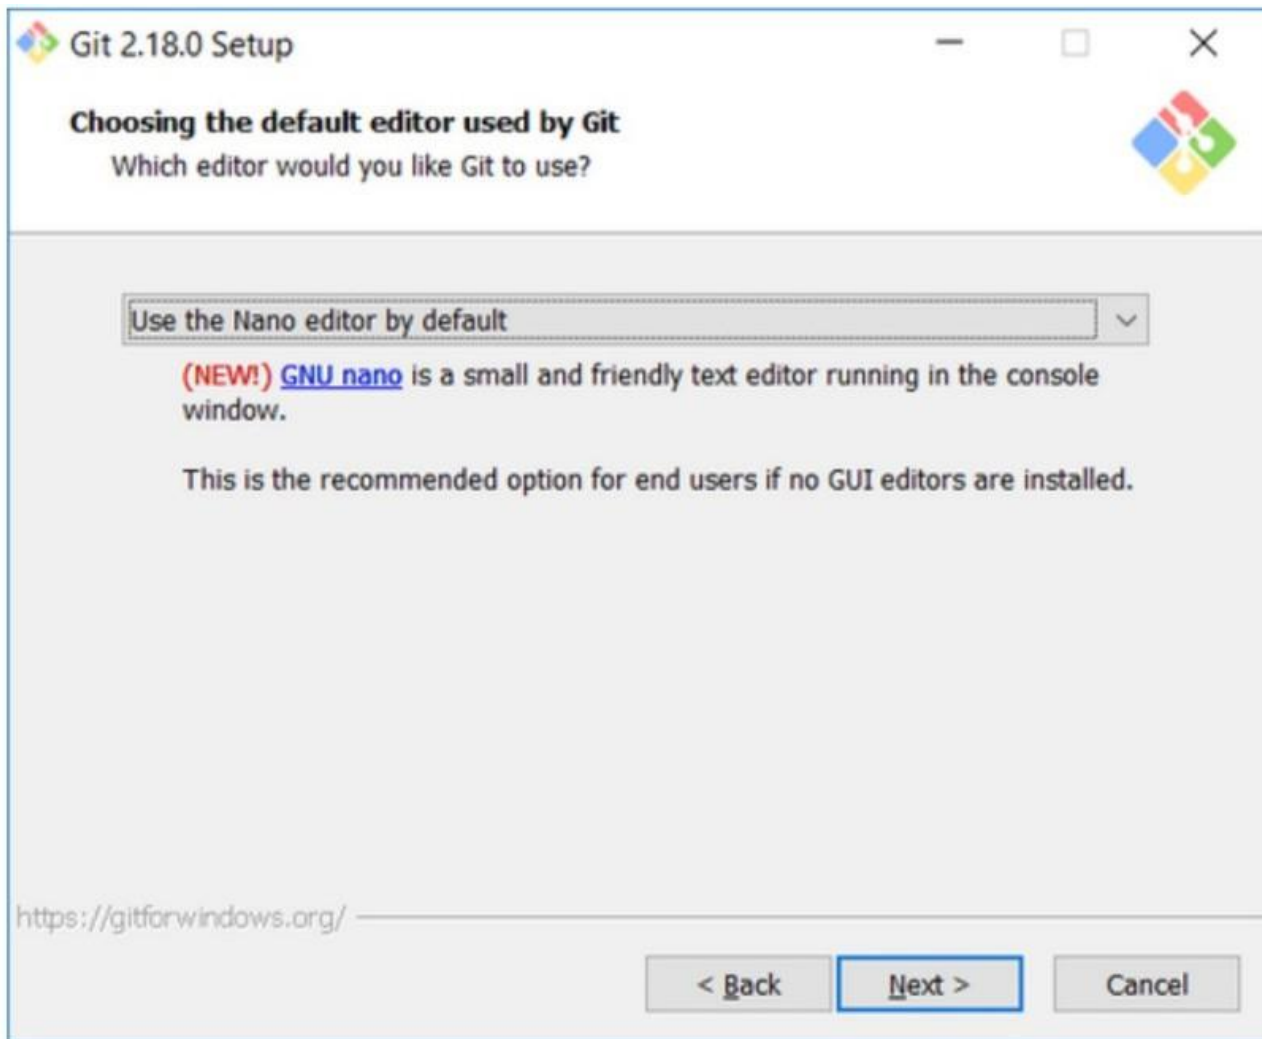 Git 2.18.0 Setup
Choosing the default editor used by Git
Which editor would you like Git to use?
Use the Nano editor by default
(NEW!) GNU nano is a small and friendly text editor running in the console
window.
This is the recommended option for end users if no GUI editors are installed.
https://gitforwindows.org/
< Back
Next >
Cancel